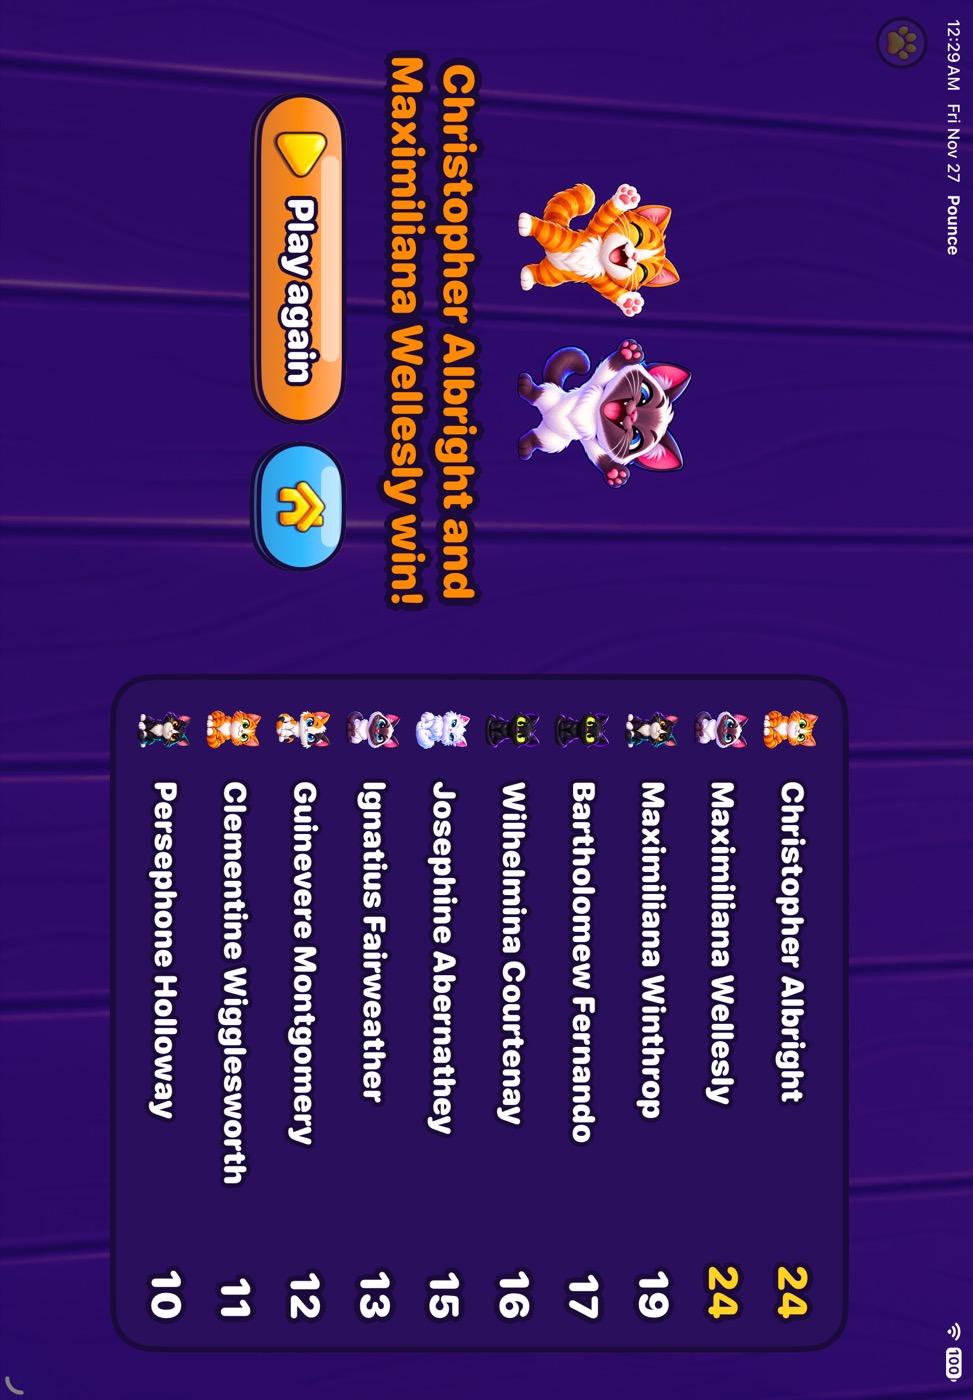 12:29 AM Fri Nov 27 Pounce
100
Christopher Albright and
Maximiliana Wellesly win!
Play again
Christopher Albright 24
Maximiliana Wellesly 24
Maximiliana Winthrop 19
Bartholomew Fernando 17
Wilhelmina Courtenay 16
Josephine Abernathey 15
Ignatius Fairweather 13
Guinevere Montgomery 12
Clementine Wigglesworth 11
Persephone Holloway 10